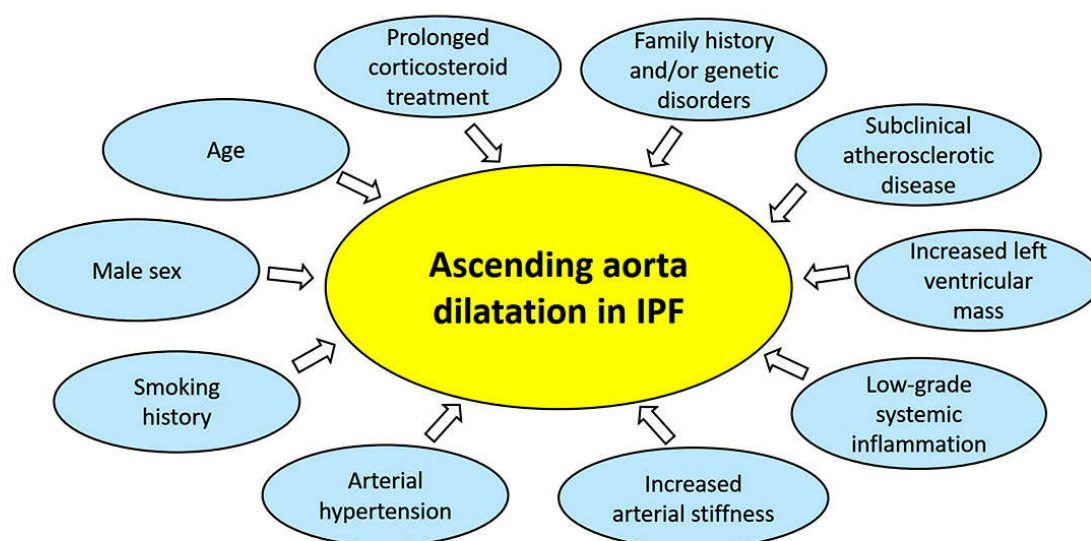 Prolonged
corticosteroid
treatment
Family history
and/or genetic
disorders
Age
Subclinical
atherosclerotic
disease
Male sex
Ascending aorta
dilatation in IPF
Increased left
ventricular
mass
Smoking
history
Low-grade
systemic
inflammation
Arterial
hypertension
Increased
arterial stiffness